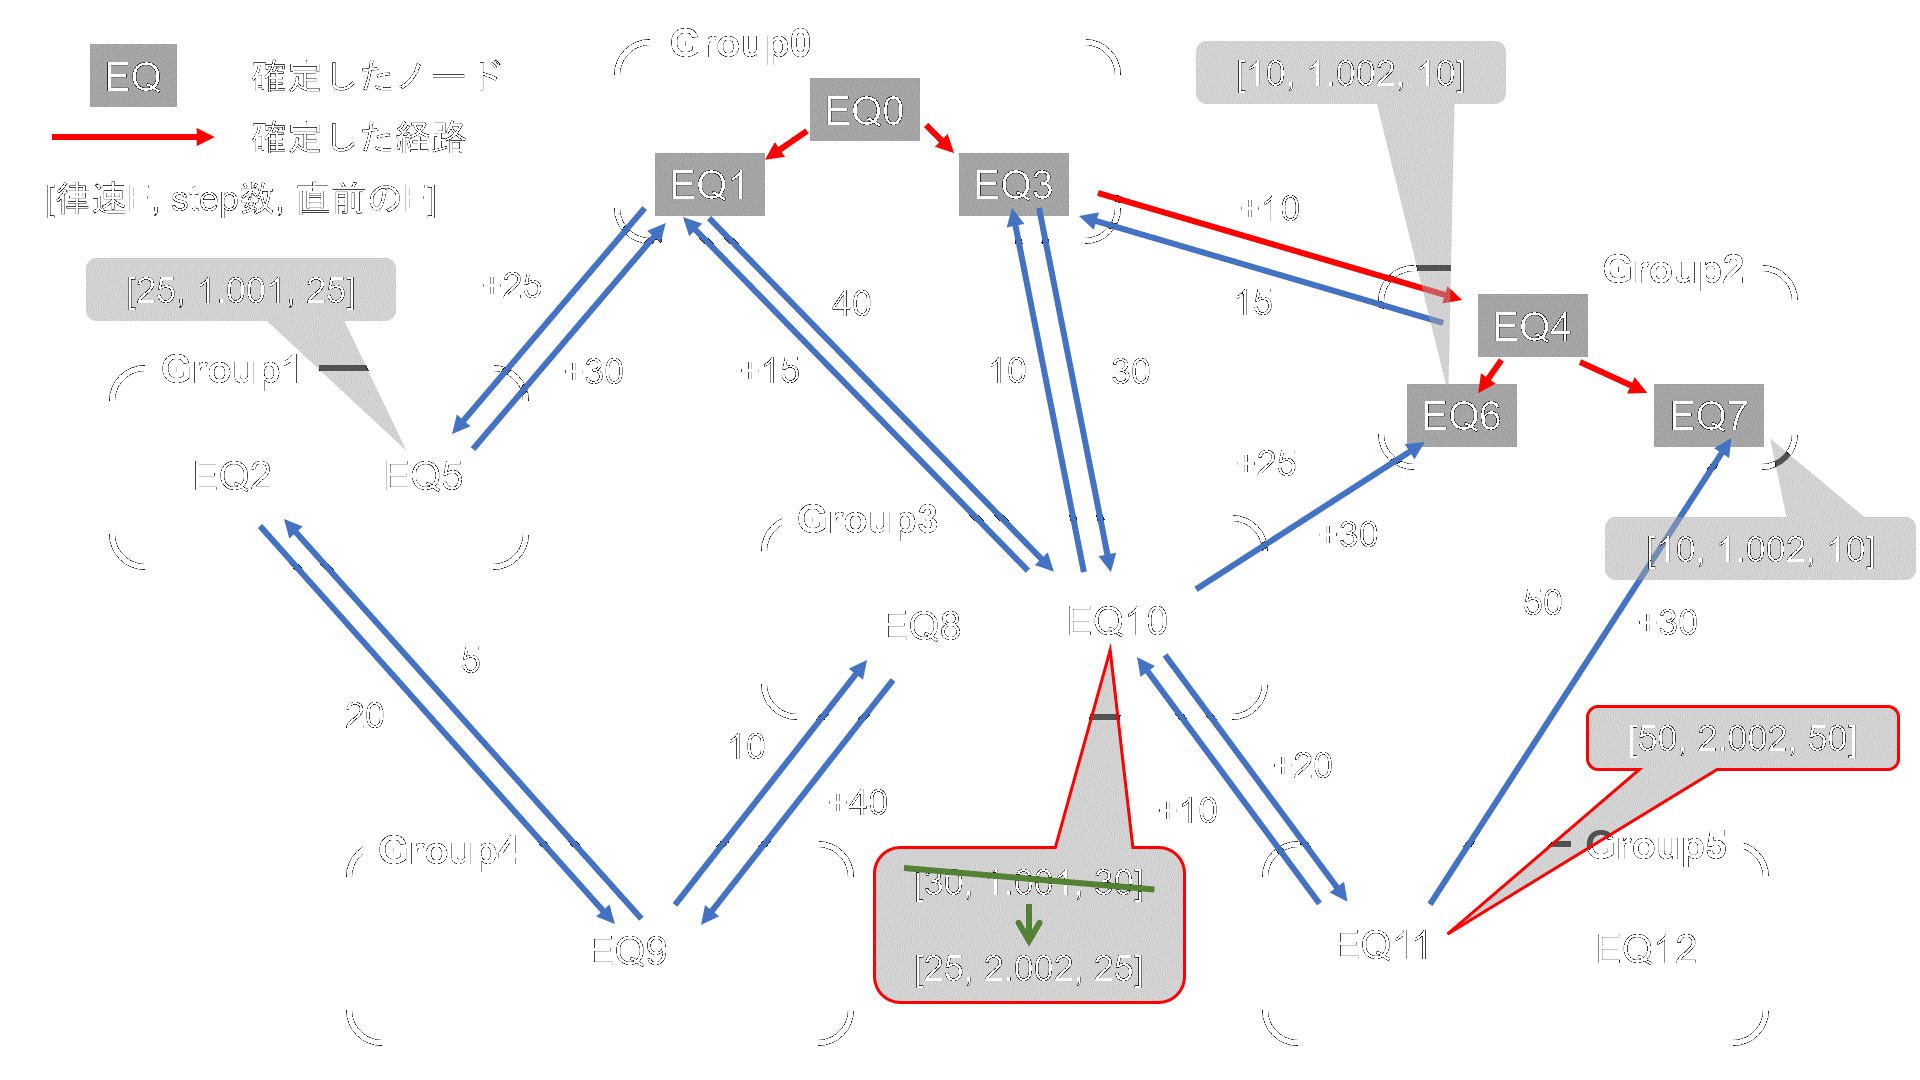 EQ 確定したノード
確定した経路
[律速E, step数, 直前のE]
Group0
EQ0
EQ1
EQ3
[10, 1.002, 10]
+10
15
Group2
EQ4
EQ6
EQ7
[10, 1.002, 10]
[25, 1.001, 25]
+25
+30
Group1
EQ2
EQ5
40
+15
10
30
+25
+30
50
+30
Group3
EQ8
EQ10
5
20
10
+40
+20
+10
[50, 2.002, 50]
Group4
EQ9
[30, 1.001, 30]
[25, 2.002, 25]
Group5
EQ11
EQ12